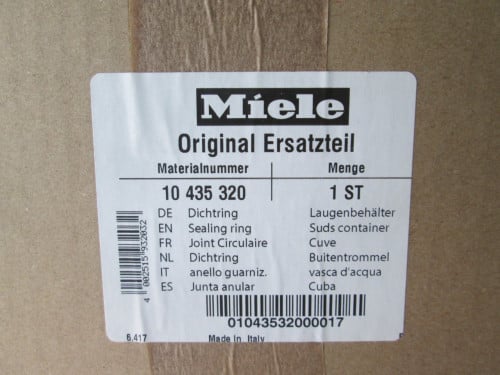 Miele
Original Ersatzteil
Materialnummer Menge
10 435 320 1 ST
DE Dichtring Laugenbehälter
EN Sealing ring Suds container
FR Joint Circulaire Cuve
NL Dichtring Buitentrommel
IT anello guarniz. vasca d'acqua
ES Junta anular Cuba
4 002515 932032
01043532000017
6.417 Made in Italy